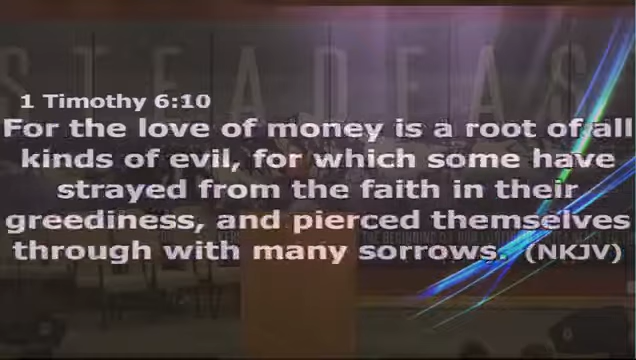 STEADFAS
1 Timothy 6:10
For the love of money is a root of all
kinds of evil, for which some have
strayed from the faith in their
greediness, and pierced themselves
through with many sorrows. (NKJV)